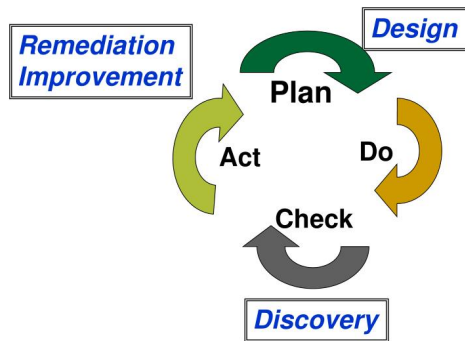 Remediation
Improvement
Design
Plan
Act
Do
Check
Discovery